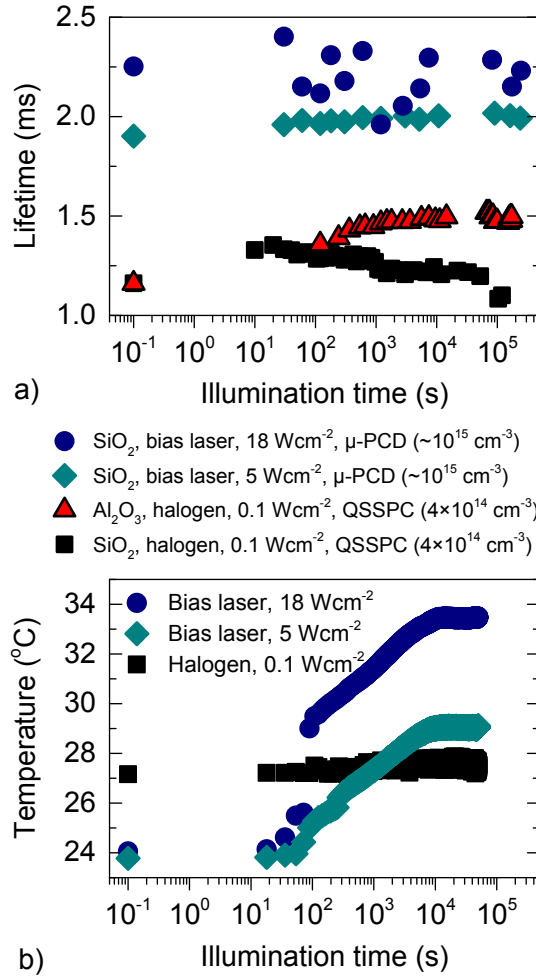 2.5
2.0
1.5
1.0
Lifetime (ms)
10⁻¹ 10⁰ 10¹ 10² 10³ 10⁴ 10⁵
Illumination time (s)
a)
SiO₂, bias laser, 18 Wcm⁻², μ-PCD (~10¹⁵ cm⁻³)
SiO₂, bias laser, 5 Wcm⁻², μ-PCD (~10¹⁵ cm⁻³)
Al₂O₃, halogen, 0.1 Wcm⁻², QSSPC (4×10¹⁴ cm⁻³)
SiO₂, halogen, 0.1 Wcm⁻², QSSPC (4×10¹⁴ cm⁻³)
Bias laser, 18 Wcm⁻²
Bias laser, 5 Wcm⁻²
Halogen, 0.1 Wcm⁻²
34
32
30
28
26
24
Temperature (°C)
10⁻¹ 10⁰ 10¹ 10² 10³ 10⁴ 10⁵
Illumination time (s)
b)